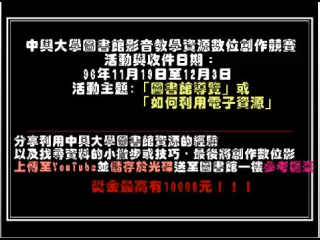 中興大學圖書館影音教學資源數位創作競賽
活動與收件日期：
96年11月19日至12月3日
活動主題:「圖書館導覽」或
「如何利用電子資源」
分享利用中興大學圖書館資源的經驗
以及找尋資料的小撇步或技巧，最後將創作數位影
上傳至YouTube並儲存於光碟送至圖書館一樓參考櫃臺
獎金最高有10000元！！！